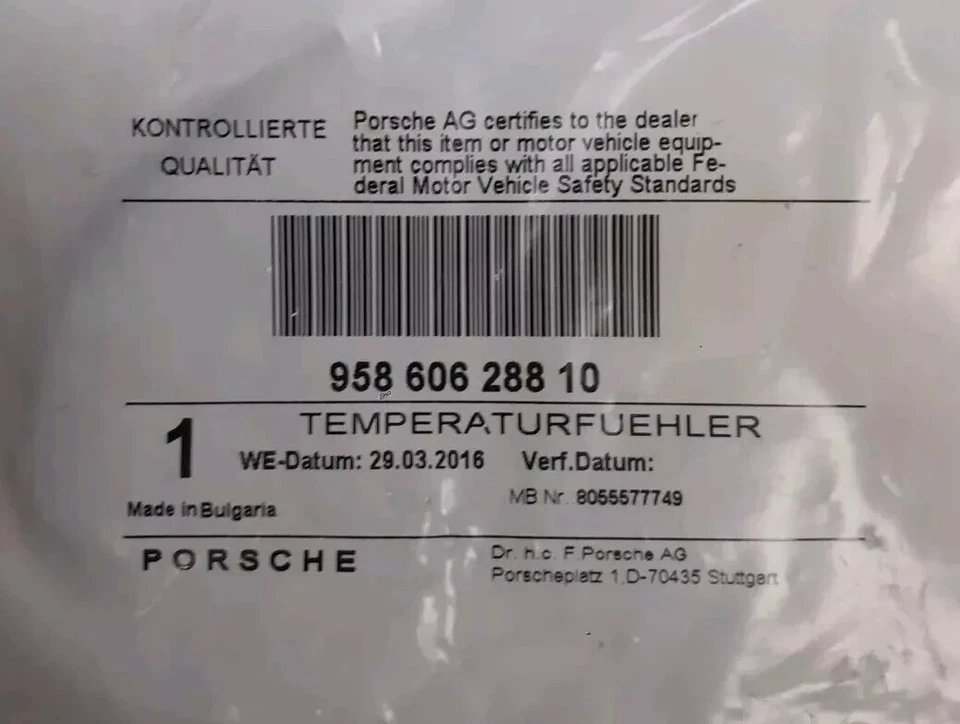 KONTROLLIERTE
QUALITÄT
Porsche AG certifies to the dealer
that this item or motor vehicle equip-
ment complies with all applicable Fe-
deral Motor Vehicle Safety Standards
958 606 288 10
1
TEMPERATURFUEHLER
WE-Datum: 29.03.2016 Verf.Datum:
MB Nr. 8055577749
Made in Bulgaria
PORSCHE
Dr. h.c. F Porsche AG
Porscheplatz 1,D-70435 Stuttgart